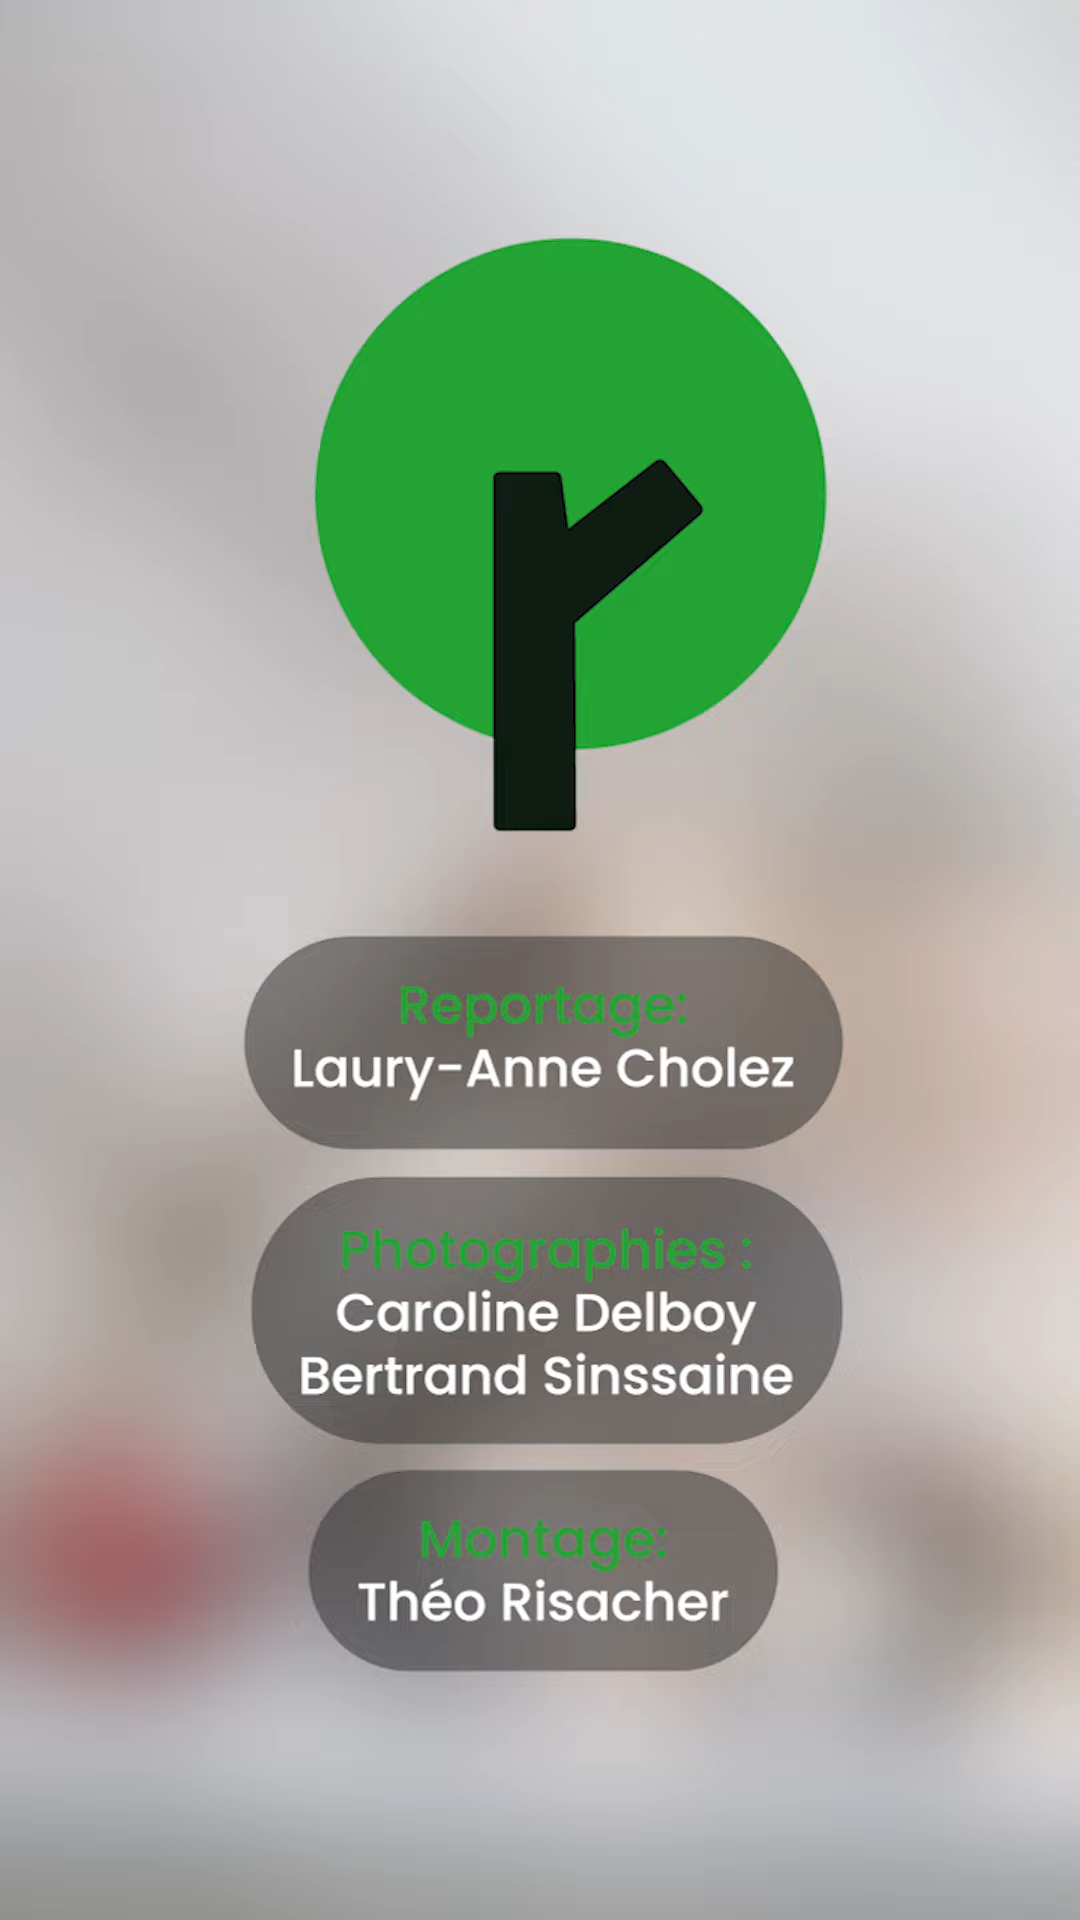 r
Reportage:
Laury-Anne Cholez
Photographies :
Caroline Delboy
Bertrand Sinssaine
Montage:
Théo Risacher